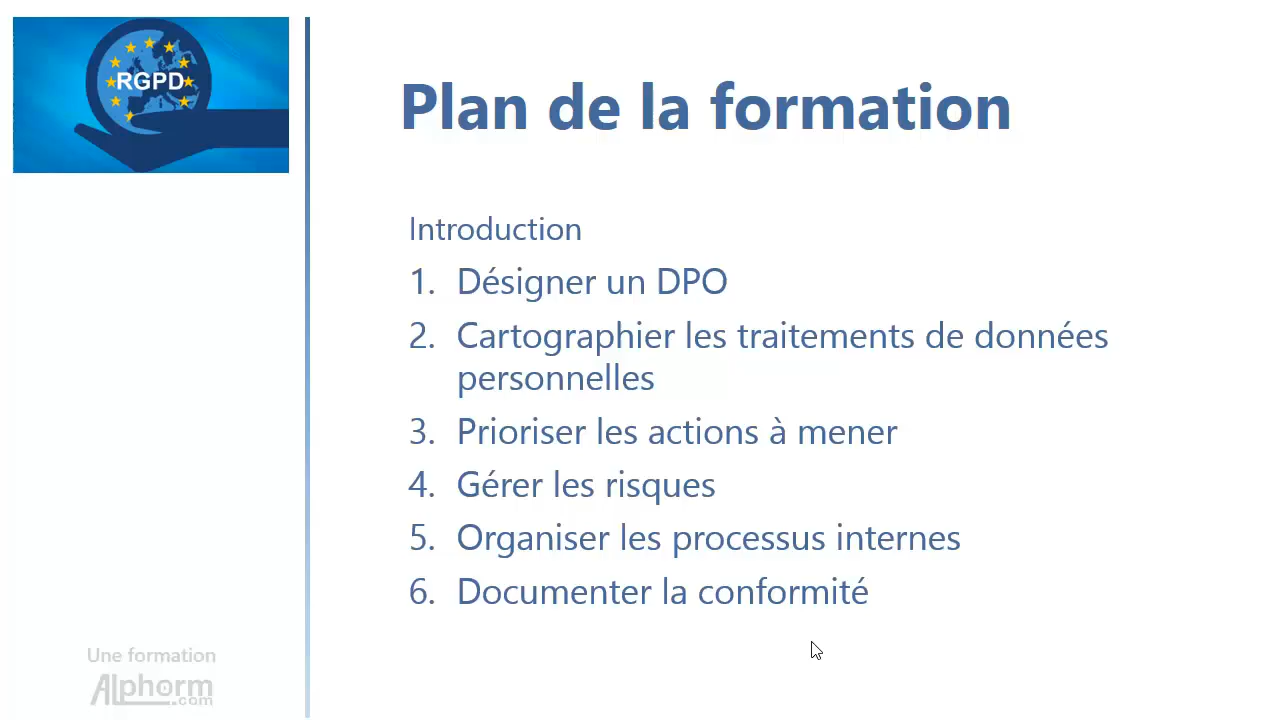 RGPD
Plan de la formation
Introduction
1. Désigner un DPO
2. Cartographier les traitements de données
personnelles
3. Prioriser les actions à mener
4. Gérer les risques
5. Organiser les processus internes
6. Documenter la conformité
Une formation
Alphorm
.com